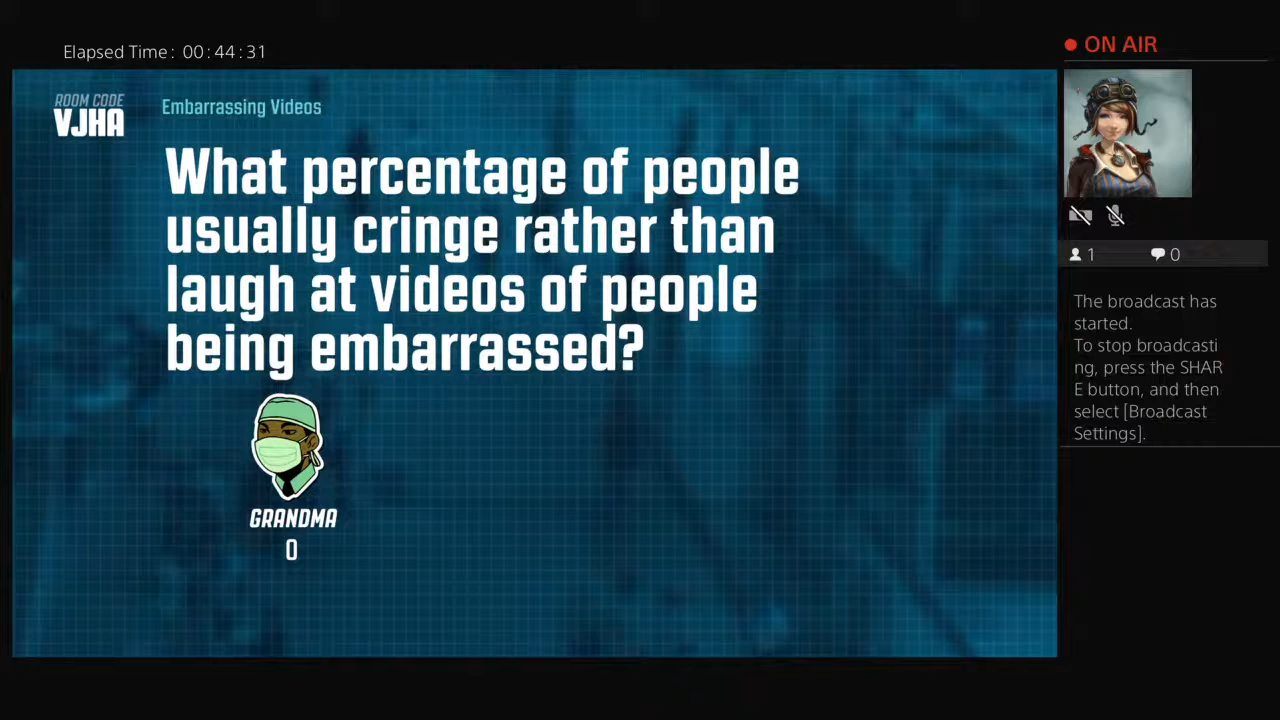 Elapsed Time: 00:44:31
ON AIR
ROOM CODE
VJHA
Embarrassing Videos
What percentage of people
usually cringe rather than
laugh at videos of people
being embarrassed?
GRANDMA
0
1
0
The broadcast has
started.
To stop broadcasti
ng, press the SHAR
E button, and then
select [Broadcast
Settings].